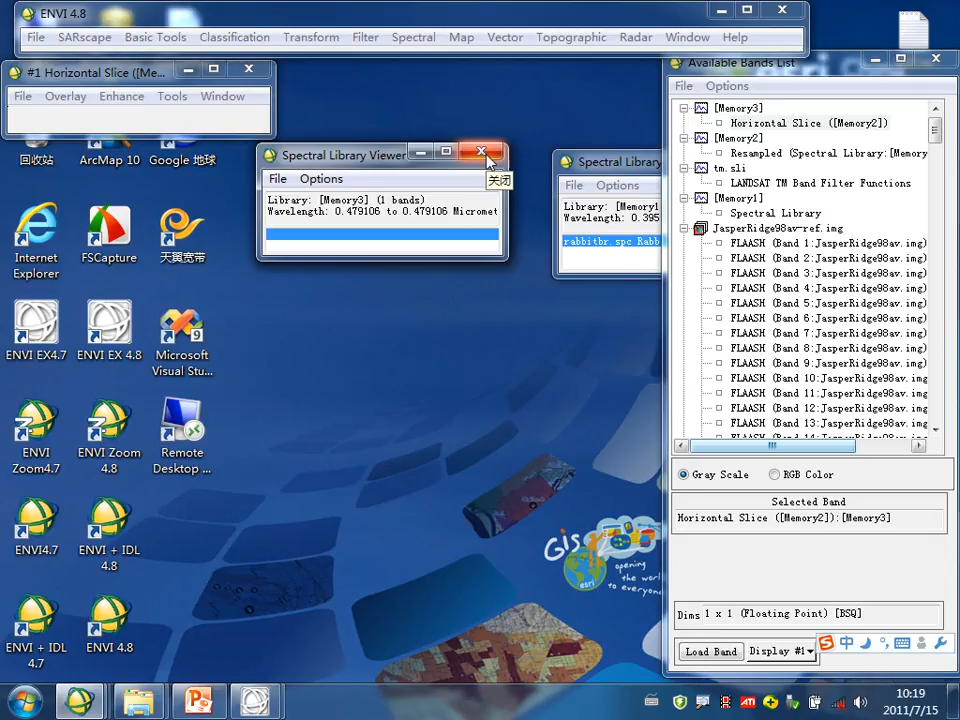 ENVI 4.8
File SARscape Basic Tools Classification Transform Filter Spectral Map Vector Topographic Radar Window Help
#1 Horizontal Slice ([Me...
File Overlay Enhance Tools Window
回收站
ArcMap 10
Google 地球
Internet
Explorer
FSCapture
天翼宽带
ENVI EX4.7
ENVI EX 4.8
Microsoft
Visual Stu...
ENVI
Zoom4.7
ENVI Zoom
4.8
Remote
Desktop ...
ENVI4.7
ENVI + IDL
4.8
ENVI + IDL
4.7
ENVI 4.8
Spectral Library Viewer
File Options
Library: [Memory3] (1 bands)
Wavelength: 0.479106 to 0.479106 Micromet
关闭
Spectral Library
File Options
Library: [Memory1
Wavelength: 0.395
rabbitbr.spc Rabb
Available Bands List
File Options
[Memory3]
Horizontal Slice ([Memory2])
[Memory2]
Resampled (Spectral Library:[Memory
tm.sli
LANDSAT TM Band Filter Functions
[Memory1]
Spectral Library
JasperRidge98av-ref.img
FLAASH (Band 1:JasperRidge98av.img)
FLAASH (Band 2:JasperRidge98av.img)
FLAASH (Band 3:JasperRidge98av.img)
FLAASH (Band 4:JasperRidge98av.img)
FLAASH (Band 5:JasperRidge98av.img)
FLAASH (Band 6:JasperRidge98av.img)
FLAASH (Band 7:JasperRidge98av.img)
FLAASH (Band 8:JasperRidge98av.img)
FLAASH (Band 9:JasperRidge98av.img)
FLAASH (Band 10:JasperRidge98av.img
FLAASH (Band 11:JasperRidge98av.img
FLAASH (Band 12:JasperRidge98av.img
FLAASH (Band 13:JasperRidge98av.img
Gray Scale RGB Color
Selected Band
Horizontal Slice ([Memory2]):[Memory3]
Dims 1 x 1 (Floating Point) [BSQ]
Load Band Display #1
中
GIS
esri
opening
the world
to everyone
10:19
2011/7/15